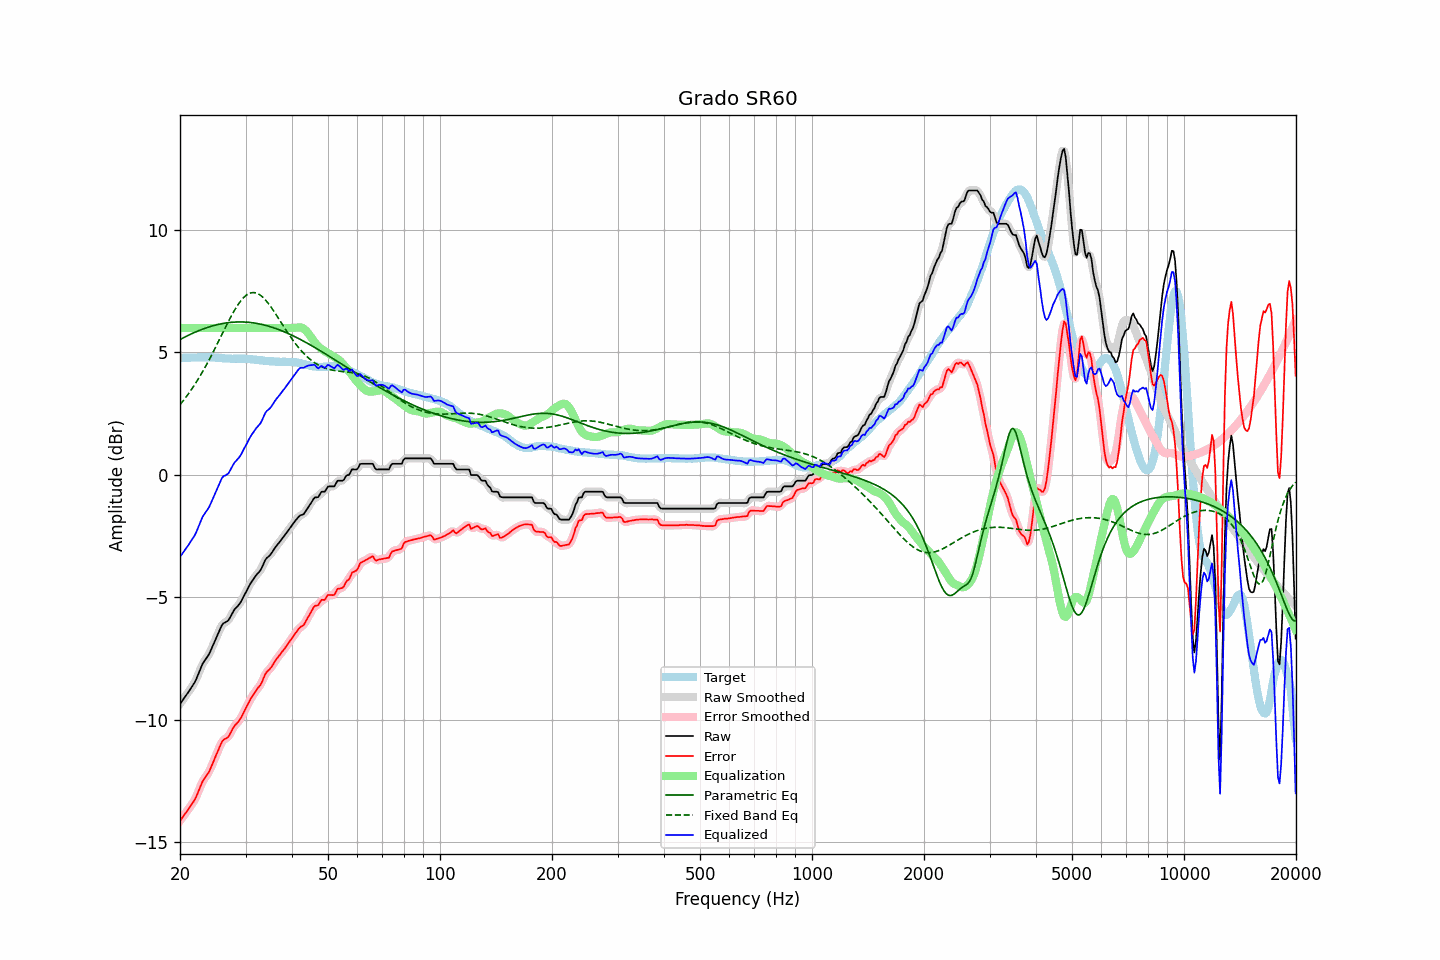 Grado SR60
Amplitude (dBr)
10
5
0
−5
−10
−15
Target
Raw Smoothed
Error Smoothed
Raw
Error
Equalization
Parametric Eq
Fixed Band Eq
Equalized
20
50
100
200
500
1000
2000
5000
10000
20000
Frequency (Hz)